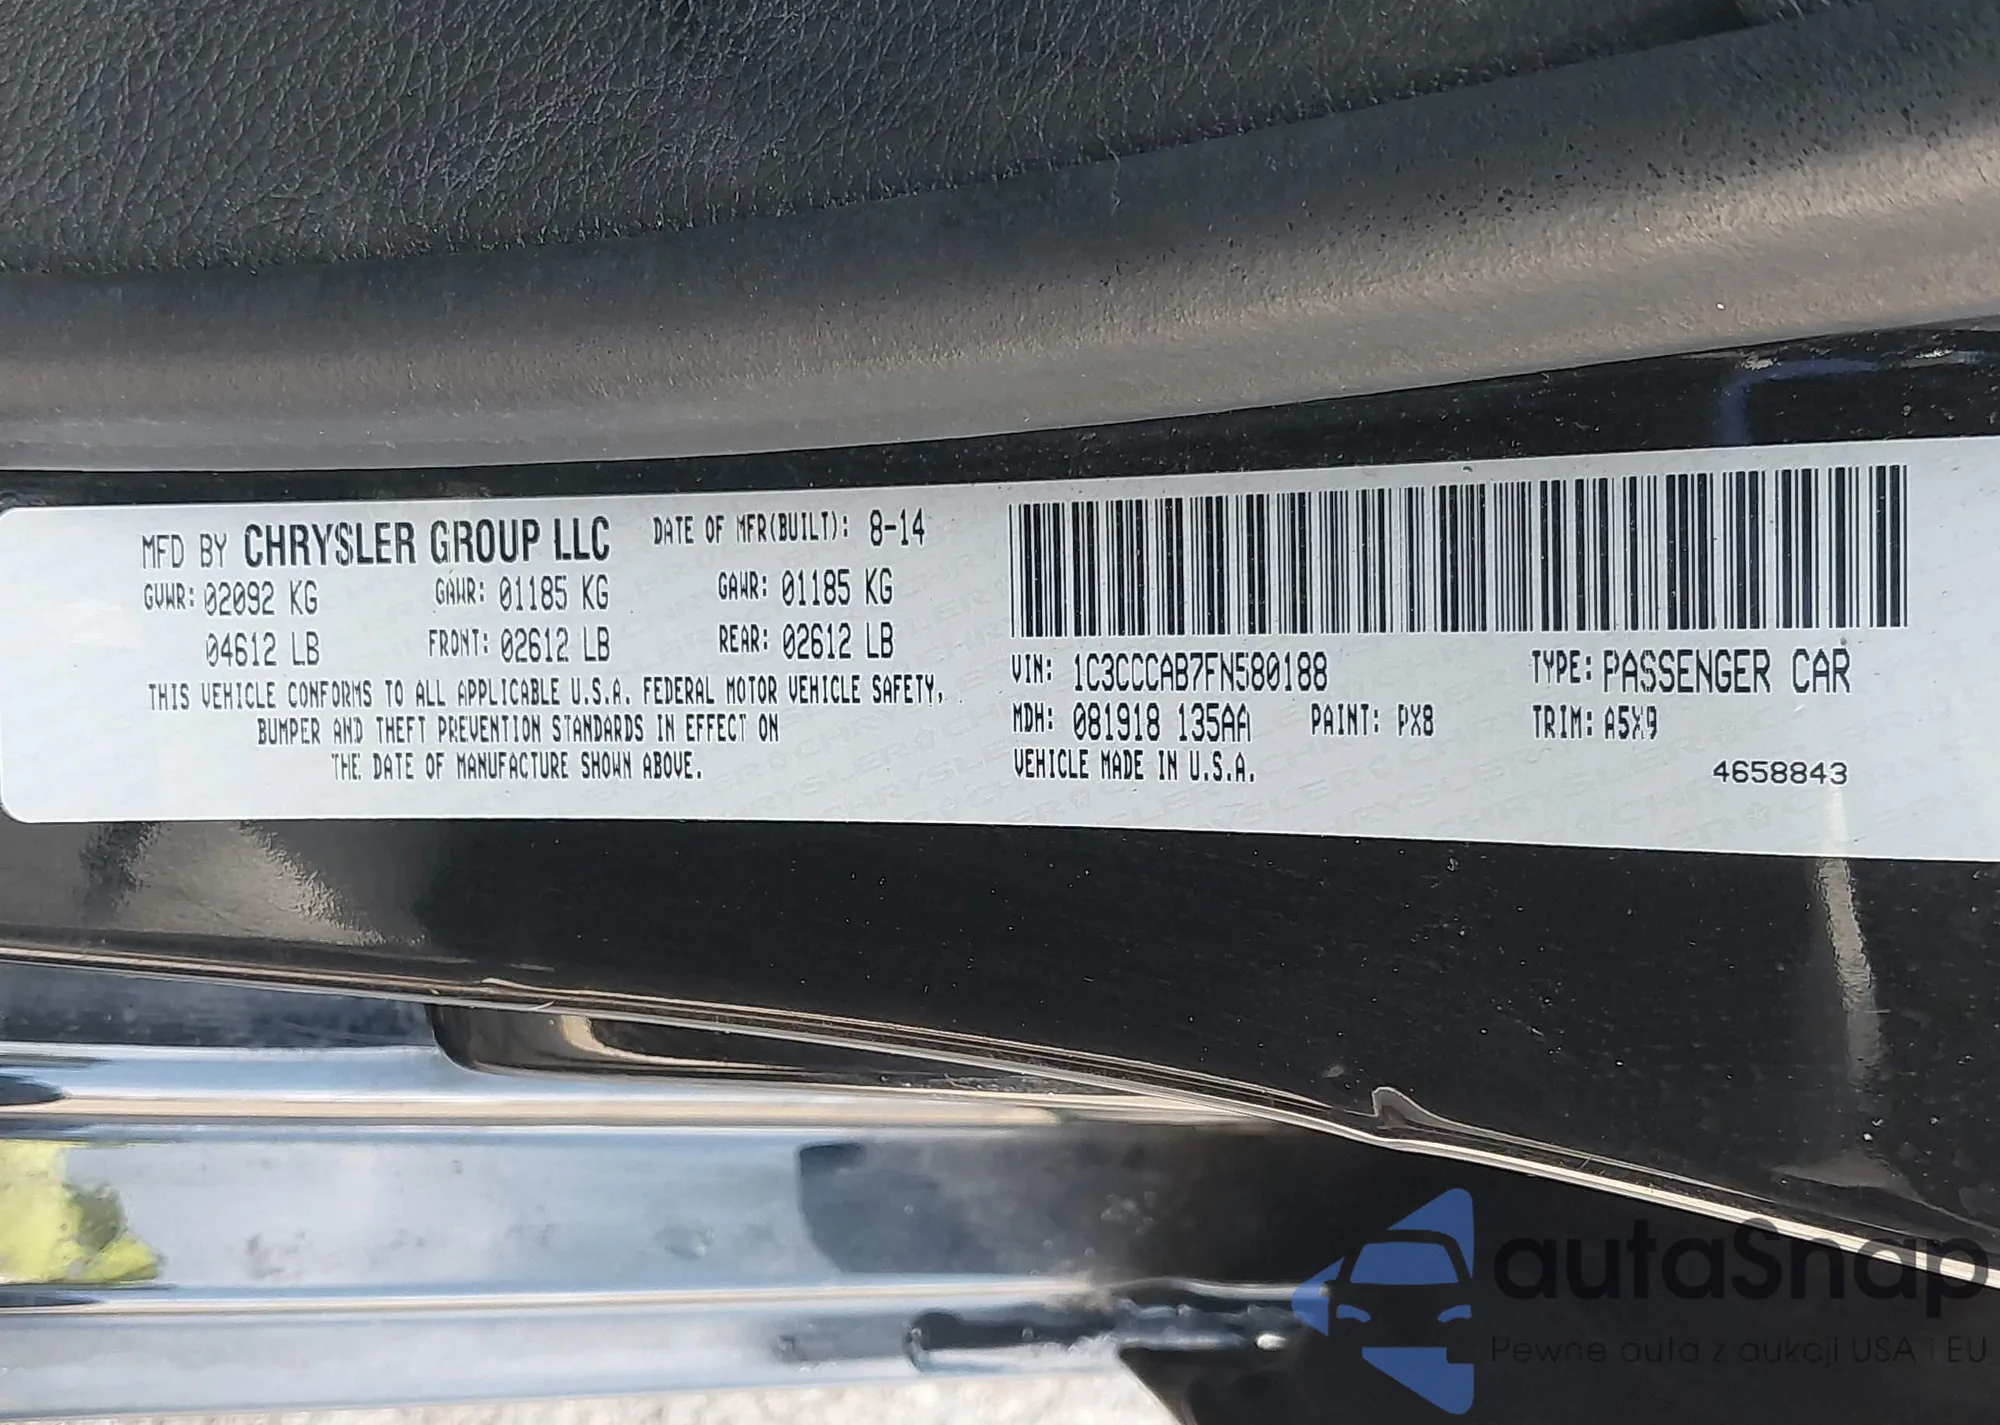 MFD BY CHRYSLER GROUP LLC DATE OF MFR(BUILT): 8-14
GVWR: 02092 KG GAWR: 01185 KG GAWR: 01185 KG
04612 LB FRONT: 02612 LB REAR: 02612 LB
THIS VEHICLE CONFORMS TO ALL APPLICABLE U.S.A. FEDERAL MOTOR VEHICLE SAFETY,
BUMPER AND THEFT PREVENTION STANDARDS IN EFFECT ON
THE DATE OF MANUFACTURE SHOWN ABOVE.
VIN: 1C3CCCAB7FN580188 TYPE: PASSENGER CAR
MDH: 081918 135AA PAINT: PX8 TRIM: A5X9
VEHICLE MADE IN U.S.A. 4658843
autaSnap
Pewne auta z aukcji USA i EU